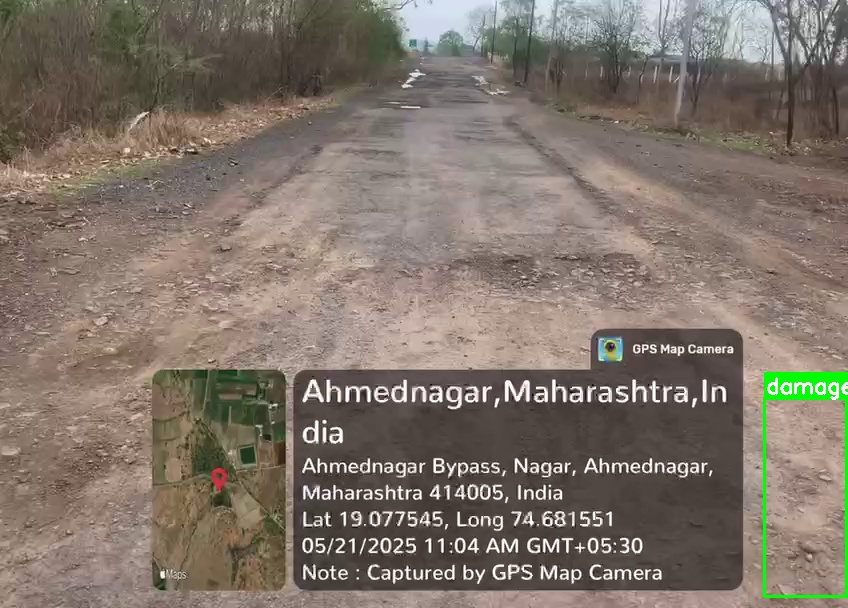 GPS Map Camera
damage
Ahmednagar,Maharashtra,In
dia
Ahmednagar Bypass, Nagar, Ahmednagar,
Maharashtra 414005, India
Lat 19.077545, Long 74.681551
05/21/2025 11:04 AM GMT+05:30
Note : Captured by GPS Map Camera
Maps